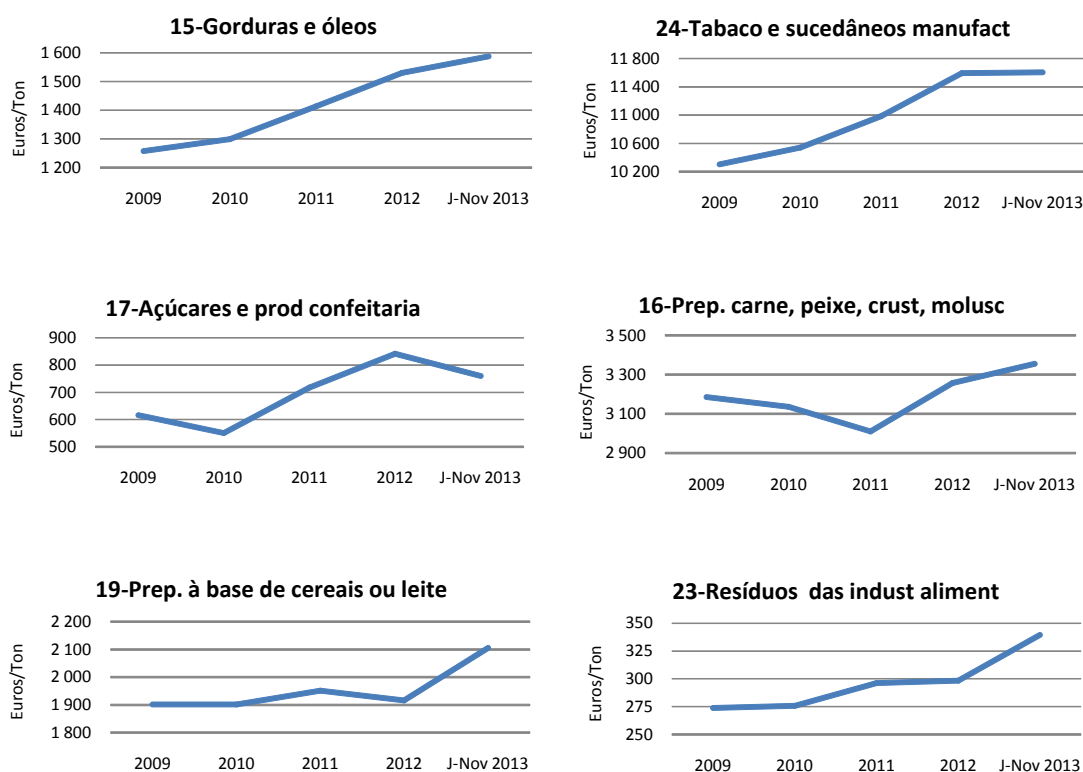 15-Gorduras e óleos
Euros/Ton
1 600
1 500
1 400
1 300
1 200
2009 2010 2011 2012 J-Nov 2013
24-Tabaco e sucedâneos manufact
Euros/Ton
11 800
11 400
11 000
10 600
10 200
2009 2010 2011 2012 J-Nov 2013
17-Açúcares e prod confeitaria
Euros/Ton
900
800
700
600
500
2009 2010 2011 2012 J-Nov 2013
16-Prep. carne, peixe, crust, molusc
Euros/Ton
3 500
3 300
3 100
2 900
2009 2010 2011 2012 J-Nov 2013
19-Prep. à base de cereais ou leite
Euros/Ton
2 200
2 100
2 000
1 900
1 800
2009 2010 2011 2012 J-Nov 2013
23-Resíduos das indust aliment
Euros/Ton
350
325
300
275
250
2009 2010 2011 2012 J-Nov 2013